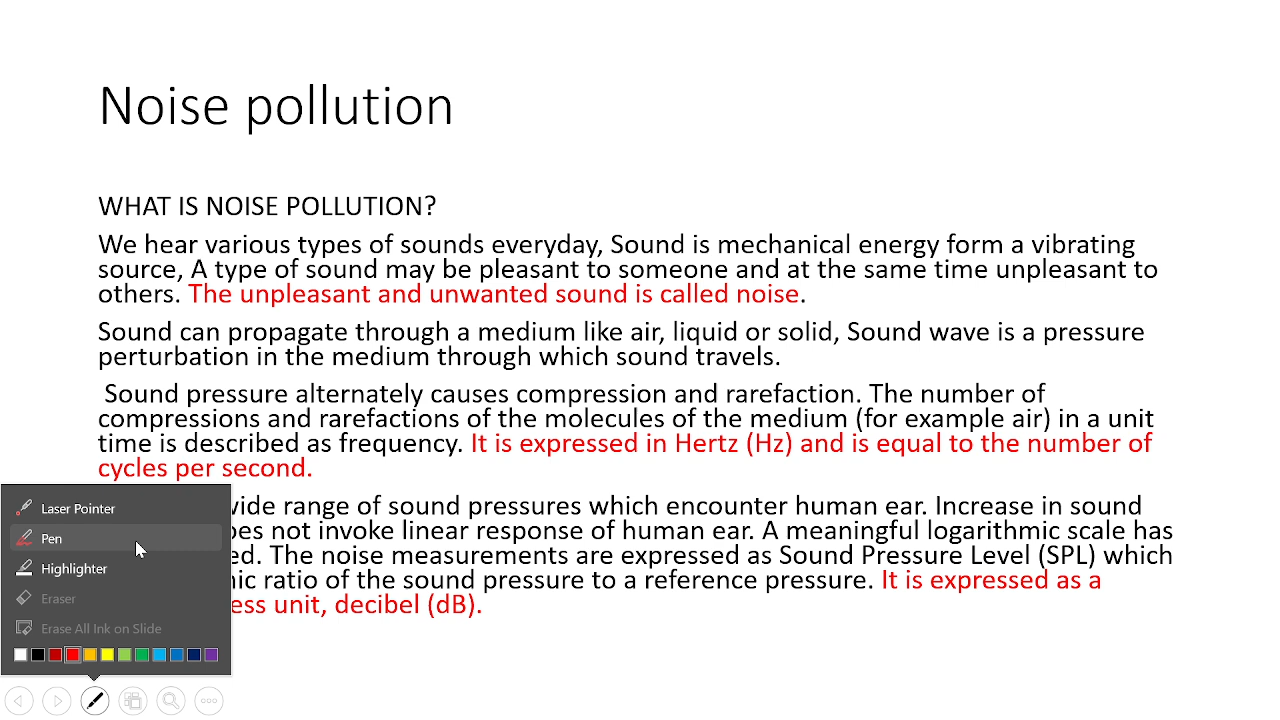 Noise pollution
WHAT IS NOISE POLLUTION?
We hear various types of sounds everyday, Sound is mechanical energy form a vibrating
source, A type of sound may be pleasant to someone and at the same time unpleasant to
others. The unpleasant and unwanted sound is called noise.
Sound can propagate through a medium like air, liquid or solid, Sound wave is a pressure
perturbation in the medium through which sound travels.
Sound pressure alternately causes compression and rarefaction. The number of
compressions and rarefactions of the molecules of the medium (for example air) in a unit
time is described as frequency. It is expressed in Hertz (Hz) and is equal to the number of
cycles per second.
wide range of sound pressures which encounter human ear. Increase in sound
not invoke linear response of human ear. A meaningful logarithmic scale has
The noise measurements are expressed as Sound Pressure Level (SPL) which
ratio of the sound pressure to a reference pressure. It is expressed as a
unit, decibel (dB).
Laser Pointer
Pen
Highlighter
Eraser
Erase All Ink on Slide